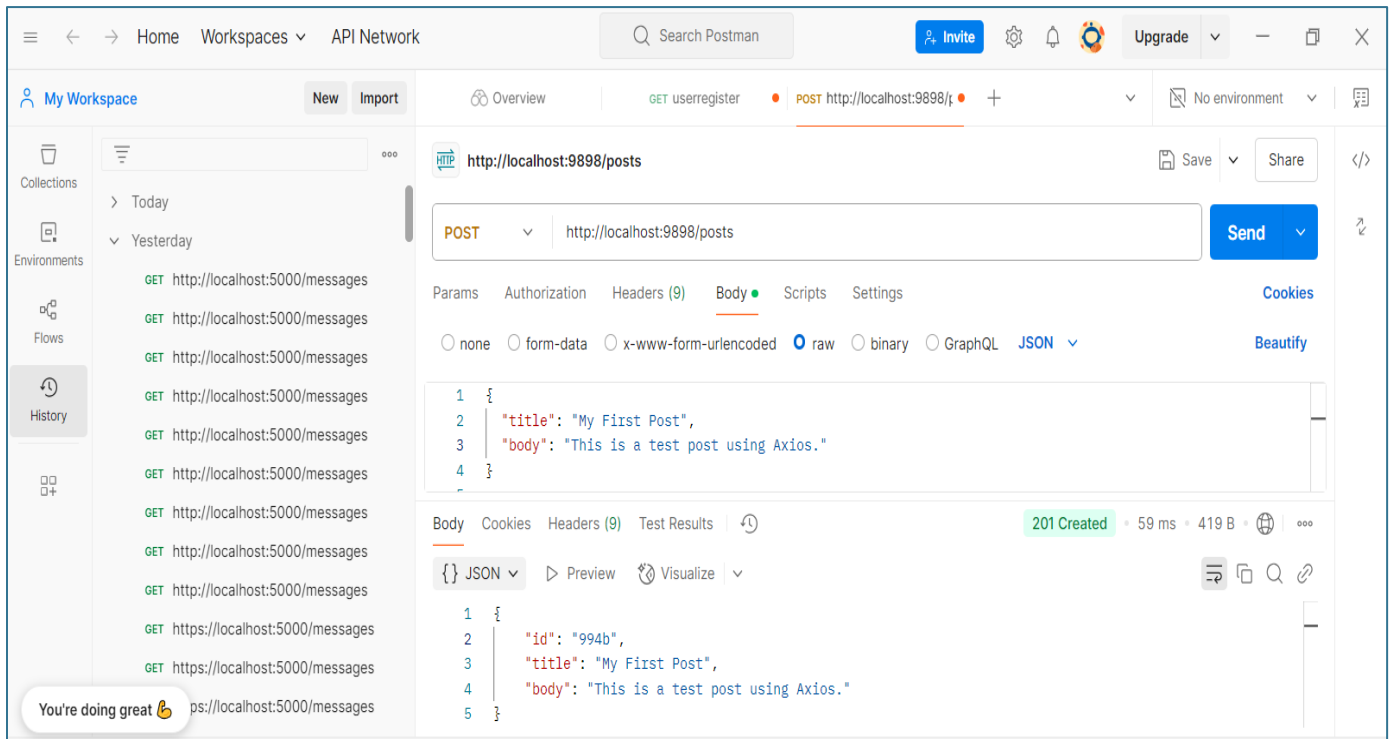 Home Workspaces API Network Search Postman Invite Upgrade
My Workspace New Import Overview GET userregister POST http://localhost:9898/p No environment
Collections
Environments
Flows
History
Today
Yesterday
GET http://localhost:5000/messages
GET http://localhost:5000/messages
GET http://localhost:5000/messages
GET http://localhost:5000/messages
GET http://localhost:5000/messages
GET http://localhost:5000/messages
GET http://localhost:5000/messages
GET http://localhost:5000/messages
GET http://localhost:5000/messages
GET https://localhost:5000/messages
GET https://localhost:5000/messages
ps://localhost:5000/messages
You're doing great 💪
HTTP http://localhost:9898/posts Save Share
POST http://localhost:9898/posts Send
Params Authorization Headers (9) Body Scripts Settings Cookies
none form-data x-www-form-urlencoded raw binary GraphQL JSON Beautify
1 {
2 "title": "My First Post",
3 "body": "This is a test post using Axios."
4 }
Body Cookies Headers (9) Test Results 201 Created 59 ms 419 B
{} JSON Preview Visualize
1 {
2 "id": "994b",
3 "title": "My First Post",
4 "body": "This is a test post using Axios."
5 }